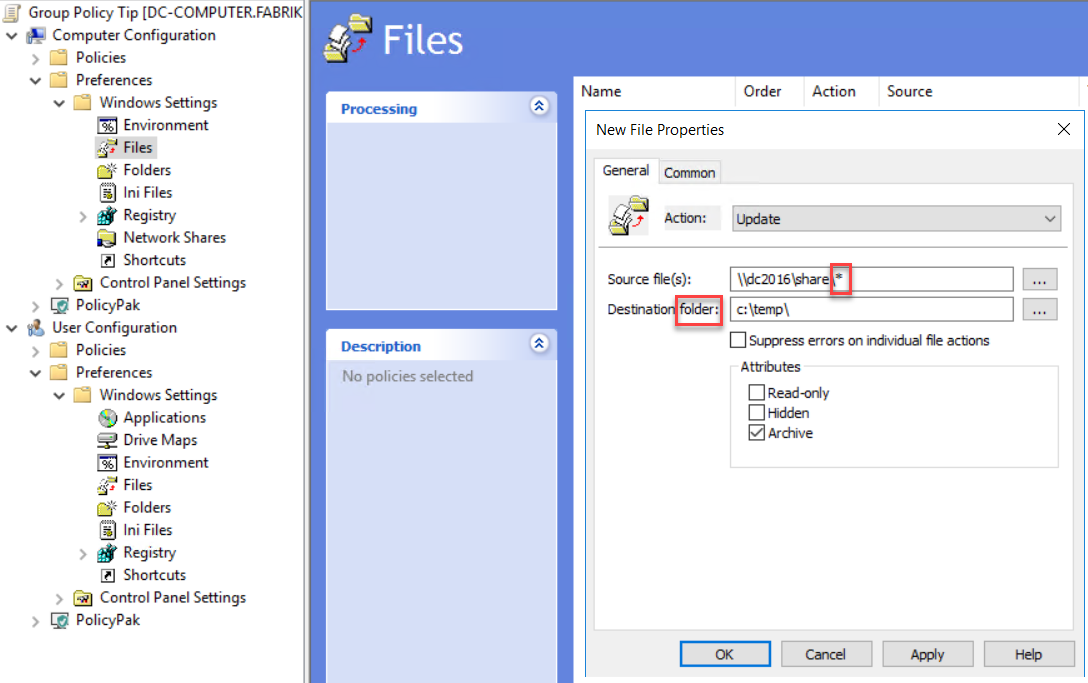 Group Policy Tip [DC-COMPUTER.FABRIK
Computer Configuration
Policies
Preferences
Windows Settings
Environment
Files
Folders
Ini Files
Registry
Network Shares
Shortcuts
Control Panel Settings
PolicyPak
User Configuration
Policies
Preferences
Windows Settings
Applications
Drive Maps
Environment
Files
Folders
Ini Files
Registry
Shortcuts
Control Panel Settings
PolicyPak
Files
Processing
Description
No policies selected
Name Order Action Source
New File Properties
General Common
Action: Update
Source file(s): \\dc2016\share\* ...
Destination folder: c:\temp\ ...
Suppress errors on individual file actions
Attributes
Read-only
Hidden
Archive
OK Cancel Apply Help